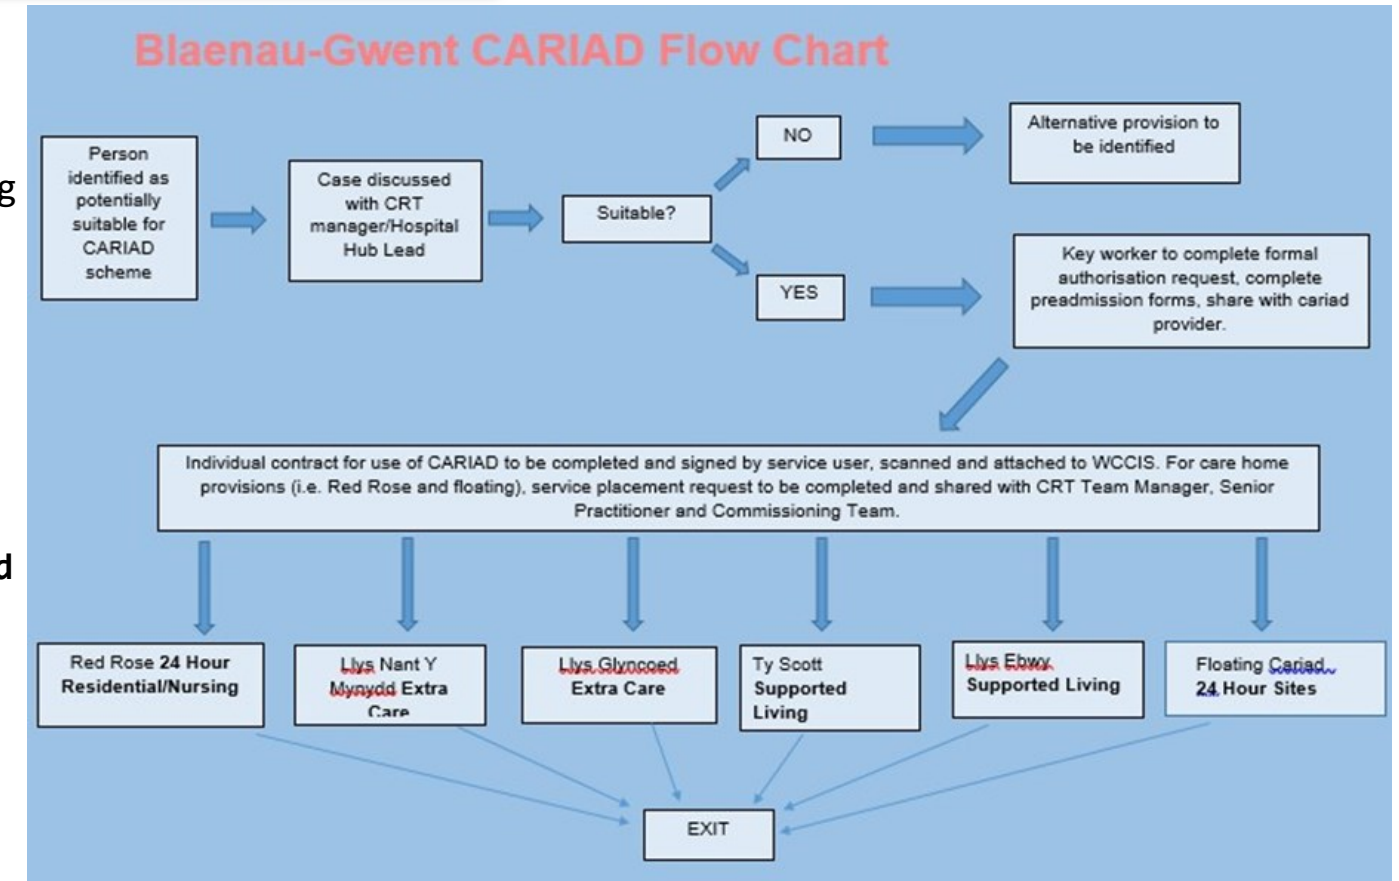 Blaenau-Gwent CARIAD Flow Chart
g
d
Person
identified as
potentially
suitable for
CARIAD
scheme
Case discussed
with CRT
manager/Hospital
Hub Lead
Suitable?
NO
Alternative provision to
be identified
YES
Key worker to complete formal
authorisation request, complete
preadmission forms, share with cariad
provider.
Individual contract for use of CARIAD to be completed and signed by service user, scanned and attached to WCCIS. For care home
provisions (i.e. Red Rose and floating), service placement request to be completed and shared with CRT Team Manager, Senior
Practitioner and Commissioning Team.
Red Rose 24 Hour
Residential/Nursing
Llys Nant Y
Mynydd Extra
Care
Llys Glyncoed
Extra Care
Ty Scott
Supported
Living
Llys Ebwy
Supported Living
Floating Cariad
24 Hour Sites
EXIT